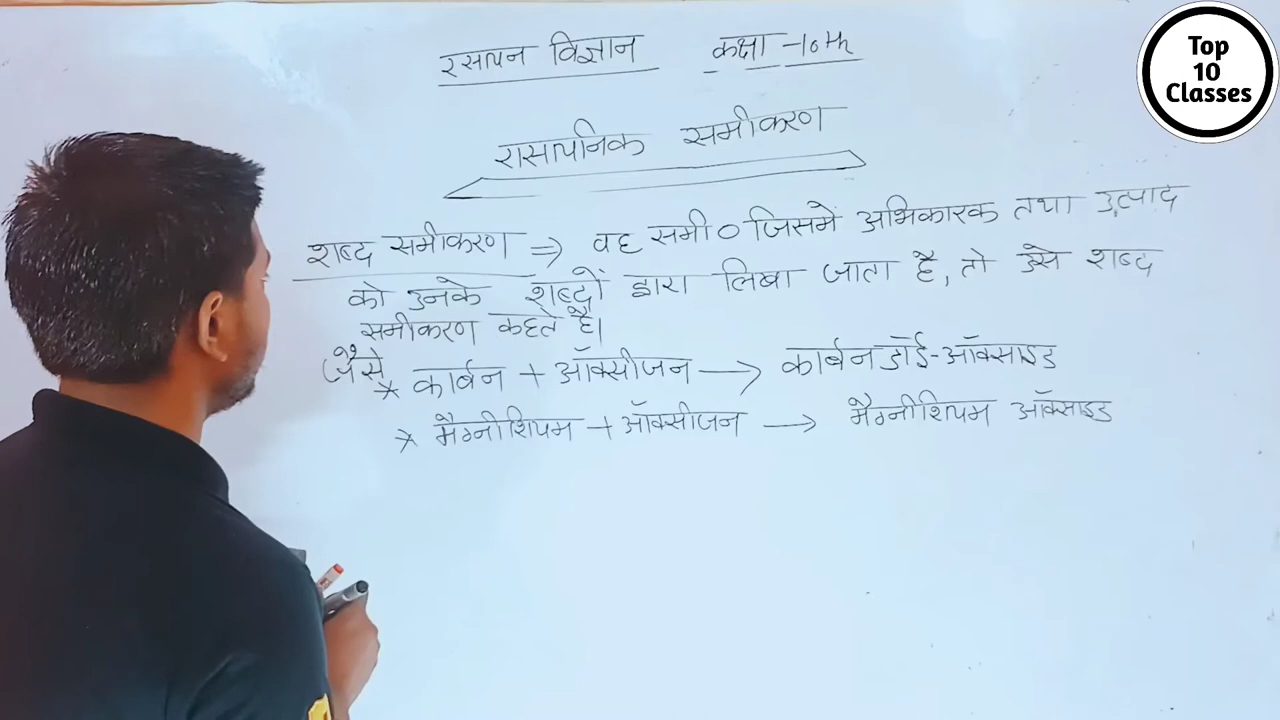 रसायन विज्ञान कक्षा - 10th
रासायनिक समीकरण
शब्द समीकरण ⇒ वह समी० जिसमें अभिकारक तथा उत्पाद
को उनके शब्दों द्वारा लिखा जाता है, तो उसे शब्द
समीकरण कहते है।
जैसे
* कार्बन + ऑक्सीजन → कार्बन डॉई-ऑक्साइड
* मैग्नीशियम + ऑक्सीजन → मैग्नीशियम ऑक्साइड
Top
10
Classes